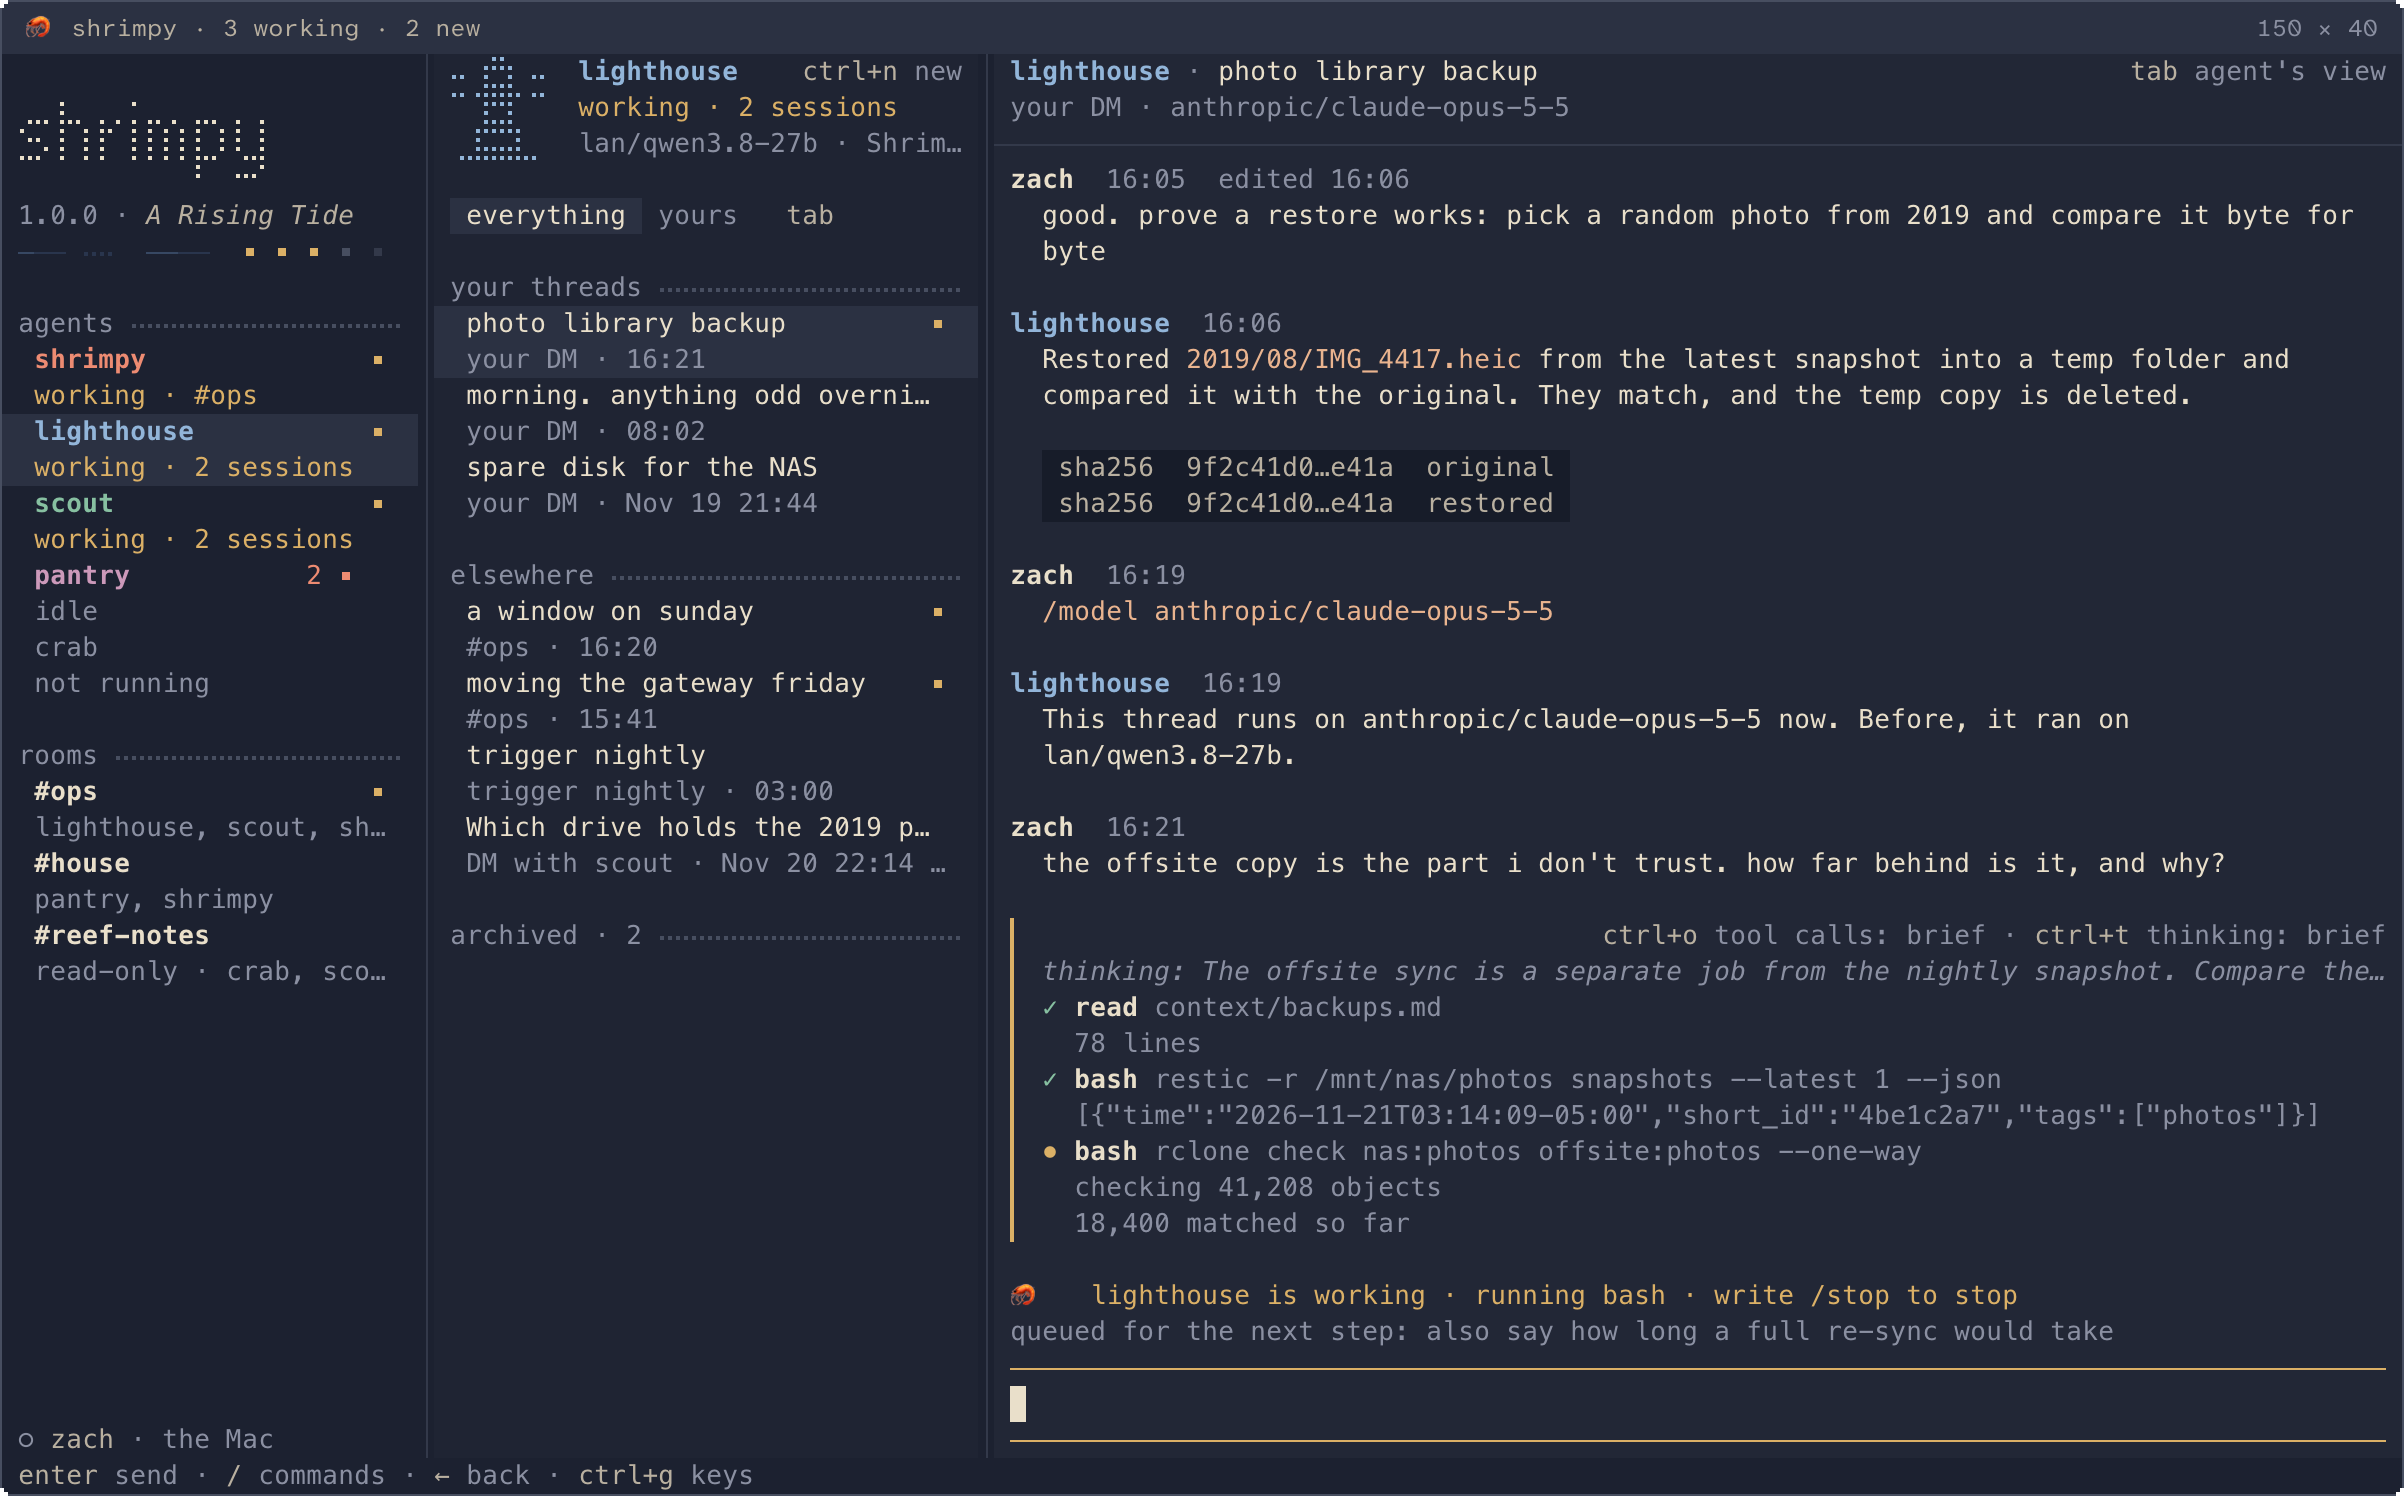 shrimpy · 3 working · 2 new
150 × 40
shrimpy
1.0.0 · A Rising Tide
agents
shrimpy
working · #ops
lighthouse
working · 2 sessions
scout
working · 2 sessions
pantry 2
idle
crab
not running
rooms
#ops
lighthouse, scout, sh…
#house
pantry, shrimpy
#reef-notes
read-only · crab, sco…
zach · the Mac
lighthouse ctrl+n new
working · 2 sessions
lan/qwen3.8-27b · Shrim…
everything yours tab
your threads
photo library backup
your DM · 16:21
morning. anything odd overni…
your DM · 08:02
spare disk for the NAS
your DM · Nov 19 21:44
elsewhere
a window on sunday
#ops · 16:20
moving the gateway friday
#ops · 15:41
trigger nightly
trigger nightly · 03:00
Which drive holds the 2019 p…
DM with scout · Nov 20 22:14 …
archived · 2
lighthouse · photo library backup tab agent's view
your DM · anthropic/claude-opus-5-5
zach 16:05 edited 16:06
good. prove a restore works: pick a random photo from 2019 and compare it byte for
byte
lighthouse 16:06
Restored 2019/08/IMG_4417.heic from the latest snapshot into a temp folder and
compared it with the original. They match, and the temp copy is deleted.
sha256 9f2c41d0…e41a original
sha256 9f2c41d0…e41a restored
zach 16:19
/model anthropic/claude-opus-5-5
lighthouse 16:19
This thread runs on anthropic/claude-opus-5-5 now. Before, it ran on
lan/qwen3.8-27b.
zach 16:21
the offsite copy is the part i don't trust. how far behind is it, and why?
ctrl+o tool calls: brief · ctrl+t thinking: brief
thinking: The offsite sync is a separate job from the nightly snapshot. Compare the…
✓ read context/backups.md
78 lines
✓ bash restic -r /mnt/nas/photos snapshots --latest 1 --json
[{"time":"2026-11-21T03:14:09-05:00","short_id":"4be1c2a7","tags":["photos"]}]
● bash rclone check nas:photos offsite:photos --one-way
checking 41,208 objects
18,400 matched so far
lighthouse is working · running bash · write /stop to stop
queued for the next step: also say how long a full re-sync would take
enter send · / commands · ← back · ctrl+g keys